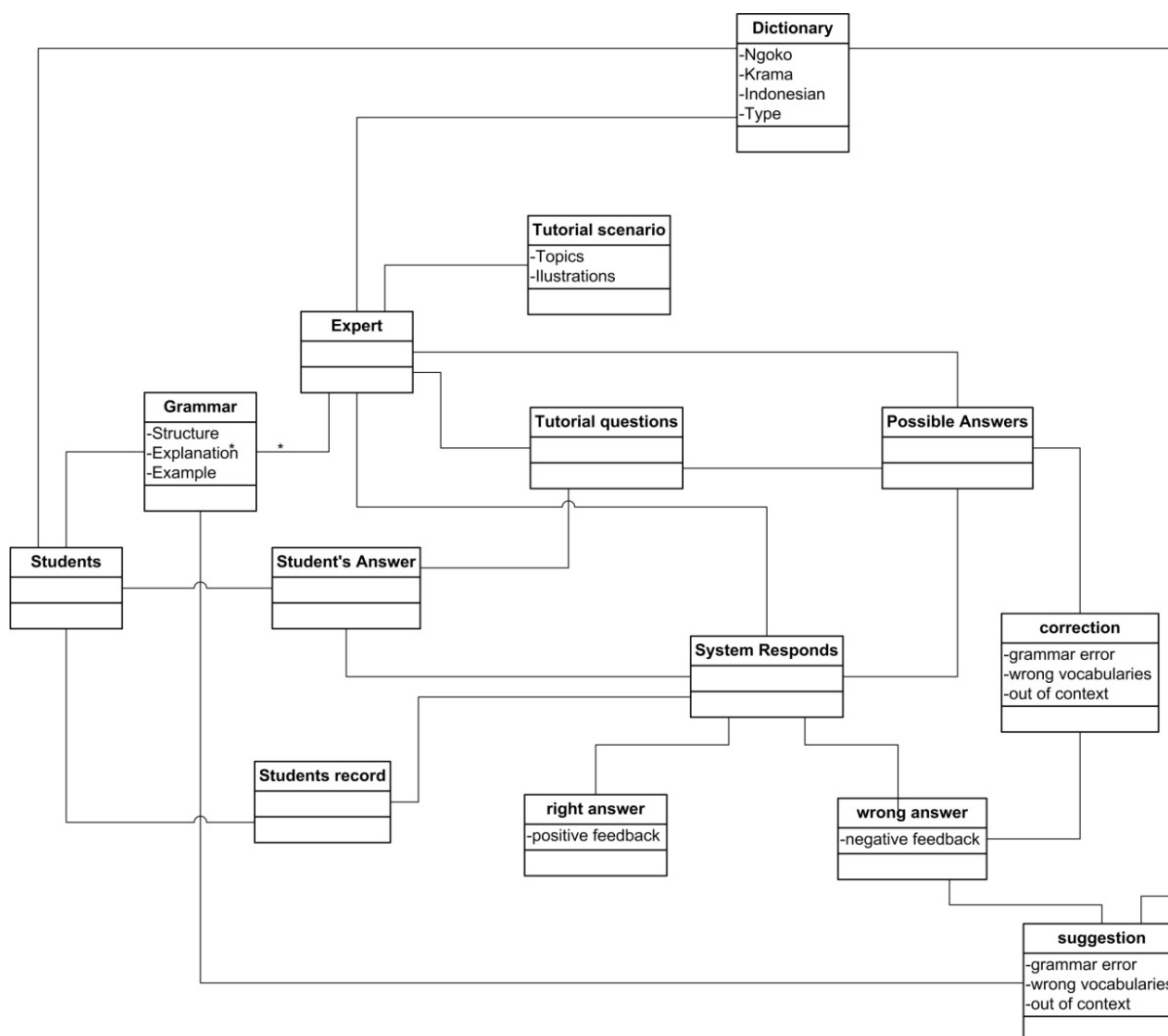 Dictionary
-Ngoko
-Krama
-Indonesian
-Type
Tutorial scenario
-Topics
-Ilustrations
Expert
Grammar
-Structure
-Explanation
-Example
*
*
Tutorial questions
Possible Answers
Students
Student's Answer
System Responds
correction
-grammar error
-wrong vocabularies
-out of context
Students record
right answer
-positive feedback
wrong answer
-negative feedback
suggestion
-grammar error
-wrong vocabularies
-out of context